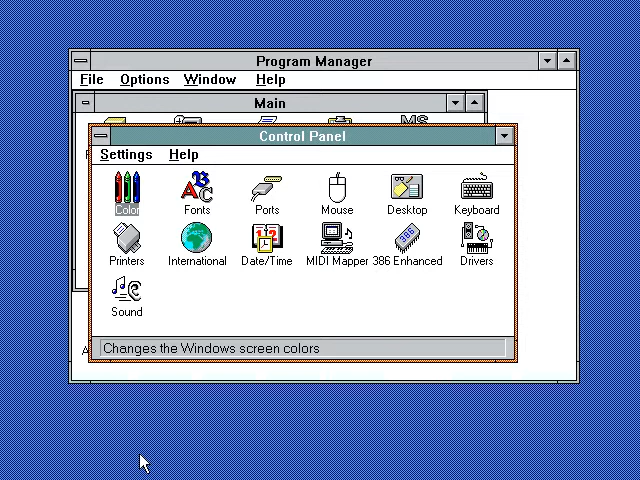 Program Manager
File Options Window Help
Main
MS
Control Panel
Settings Help
Color Fonts Ports Mouse Desktop Keyboard
Printers International Date/Time MIDI Mapper 386 Enhanced Drivers
Sound
Changes the Windows screen colors